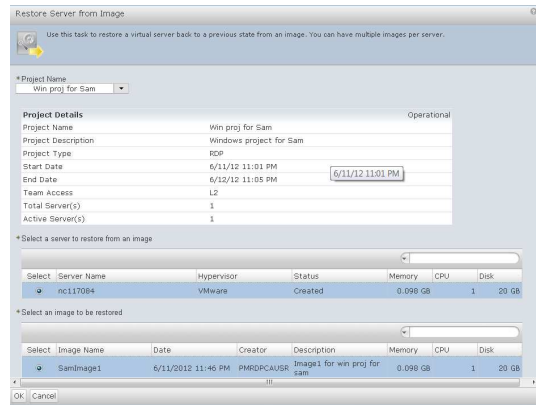 Restore Server from Image
Use this task to restore a virtual server back to a previous state from an image. You can have multiple images per server.
*Project Name
Win proj for Sam
Project Details Operational
Project Name Win proj for Sam
Project Description Windows project for Sam
Project Type RDP
Start Date 6/11/12 11:01 PM
6/11/12 11:01 PM
End Date 6/12/12 11:05 PM
Team Access L2
Total Server(s) 1
Active Server(s) 1
*Select a server to restore from an image
Select Server Name Hypervisor Status Memory CPU Disk
nc117084 VMware Created 0.098 GB 1 20 GB
*Select an image to be restored
Select Image Name Date Creator Description Memory CPU Disk
SamImage1 6/11/2012 11:46 PM PMRDPCAUSR Image1 for win proj for sam 0.098 GB 1 20 GB
OK Cancel